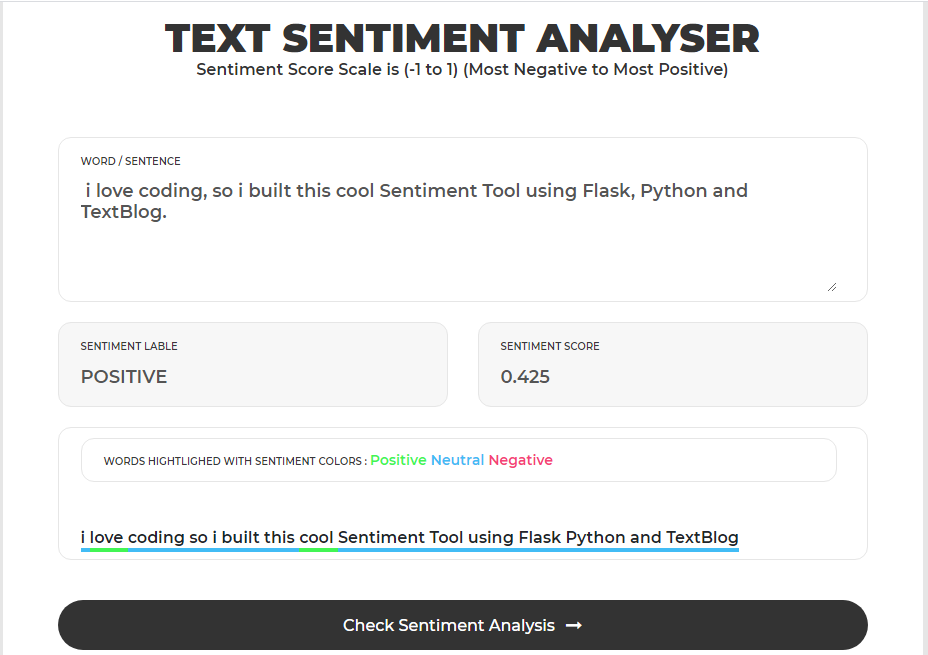 TEXT SENTIMENT ANALYSER
Sentiment Score Scale is (-1 to 1) (Most Negative to Most Positive)
WORD / SENTENCE
i love coding, so i built this cool Sentiment Tool using Flask, Python and
TextBlog.
SENTIMENT LABLE
POSITIVE
SENTIMENT SCORE
0.425
WORDS HIGHTLIGHED WITH SENTIMENT COLORS : Positive Neutral Negative
i love coding so i built this cool Sentiment Tool using Flask Python and TextBlog
Check Sentiment Analysis →